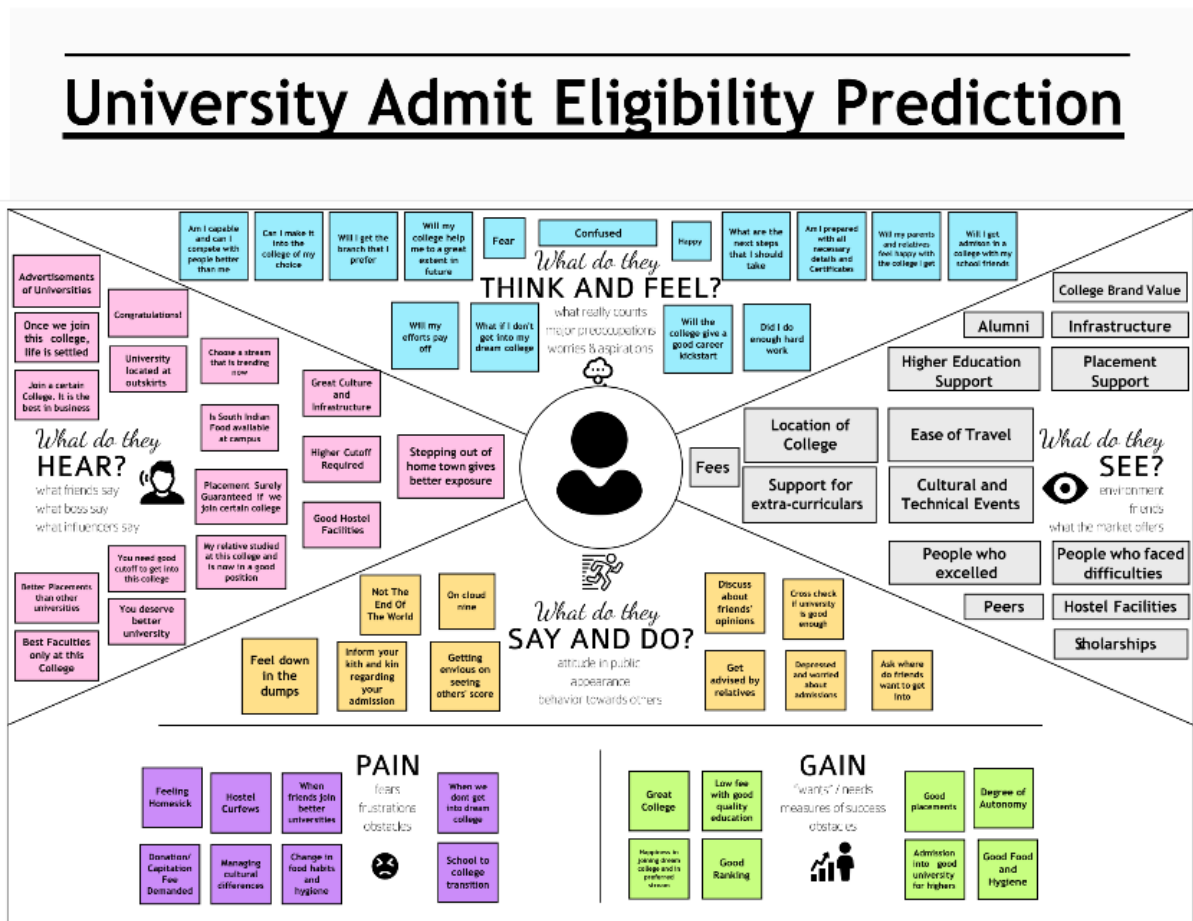 University Admit Eligibility Prediction
Am I capable
and can I
compete with
people better
than me
Can I make it
into the
college of my
choice
Will I get the
branch that I
prefer
Will my
college help
me to a great
extent in
future
Fear
Confused
Happy
What are the
next steps
that I should
take
Am I prepared
with all
necessary
details and
Certificates
Will my parents
and relatives
feel happy with
the college I get
Will I get
admison in a
college with my
school friends
What do they
THINK AND FEEL?
what really counts
major preoccupations
worries & aspirations
Will my
efforts pay
off
What if I don't
get into my
dream college
Will the
college give a
good career
kickstart
Did I do
enough hard
work
Advertisements
of Universities
Congratulations!
Once we join
this college,
life is settled
University
located at
outskirts
Choose a stream
that is trending
now
Join a certain
College. It is the
best in business
Great Culture
and
Infrastructure
Is South Indian
Food available
at campus
What do they
HEAR?
what friends say
what boss say
what influencers say
Higher Cutoff
Required
Stepping out of
home town gives
better exposure
Placement Surely
Guaranteed if we
join certain college
Good Hostel
Facilities
You need good
cutoff to get into
this college
My relative studied
at this college and
is now in a good
position
Better Placements
than other
universities
You deserve
better
university
Best Faculties
only at this
College
College Brand Value
Alumni
Infrastructure
Higher Education
Support
Placement
Support
Location of
College
Ease of Travel
Fees
Support for
extra-curriculars
Cultural and
Technical Events
What do they
SEE?
environment
friends
what the market offers
People who
excelled
People who faced
difficulties
Peers
Hostel Facilities
Scholarships
Not The
End Of
The World
On cloud
nine
What do they
SAY AND DO?
attitude in public
appearance
behavior towards others
Discuss
about
friends'
opinions
Cross check
if university
is good
enough
Feel down
in the
dumps
Inform your
kith and kin
regarding
your
admission
Getting
envious on
seeing
others' score
Get
advised by
relatives
Depressed
and worried
about
admissions
Ask where
do friends
want to get
into
PAIN
fears
frustrations
obstacles
Feeling
Homesick
Hostel
Curfews
When
friends join
better
universities
When we
dont get
into dream
college
Donation/
Capitation
Fee
Demanded
Managing
cultural
differences
Change in
food habits
and
hygiene
School to
college
transition
GAIN
"wants" / needs
measures of success
obstacles
Great
College
Low fee
with good
quality
education
Good
placements
Degree of
Autonomy
Happiness in
joining dream
college and in
preferred
stream
Good
Ranking
Admission
into good
university
for highers
Good Food
and
Hygiene